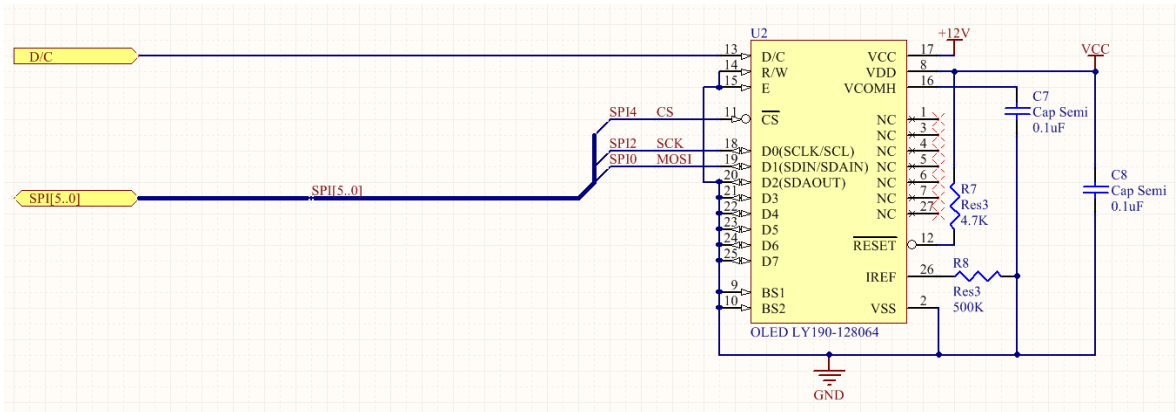 U2
+12V
VCC
D/C
13
D/C
VCC
17
14
R/W
VDD
8
15
E
VCOMH
16
C7
Cap Semi
0.1uF
SPI4
CS
11
CS
NC
1
NC
3
SPI2
SCK
18
D0(SCLK/SCL)
NC
4
SPI0
MOSI
19
D1(SDIN/SDAIN)
NC
5
20
D2(SDAOUT)
NC
6
SPI[5..0]
SPI[5..0]
21
D3
NC
7
22
D4
NC
27
R7
Res3
4.7K
C8
Cap Semi
0.1uF
23
D5
24
D6
RESET
12
25
D7
IREF
26
R8
Res3
500K
9
BS1
10
BS2
VSS
2
OLED LY190-128064
GND